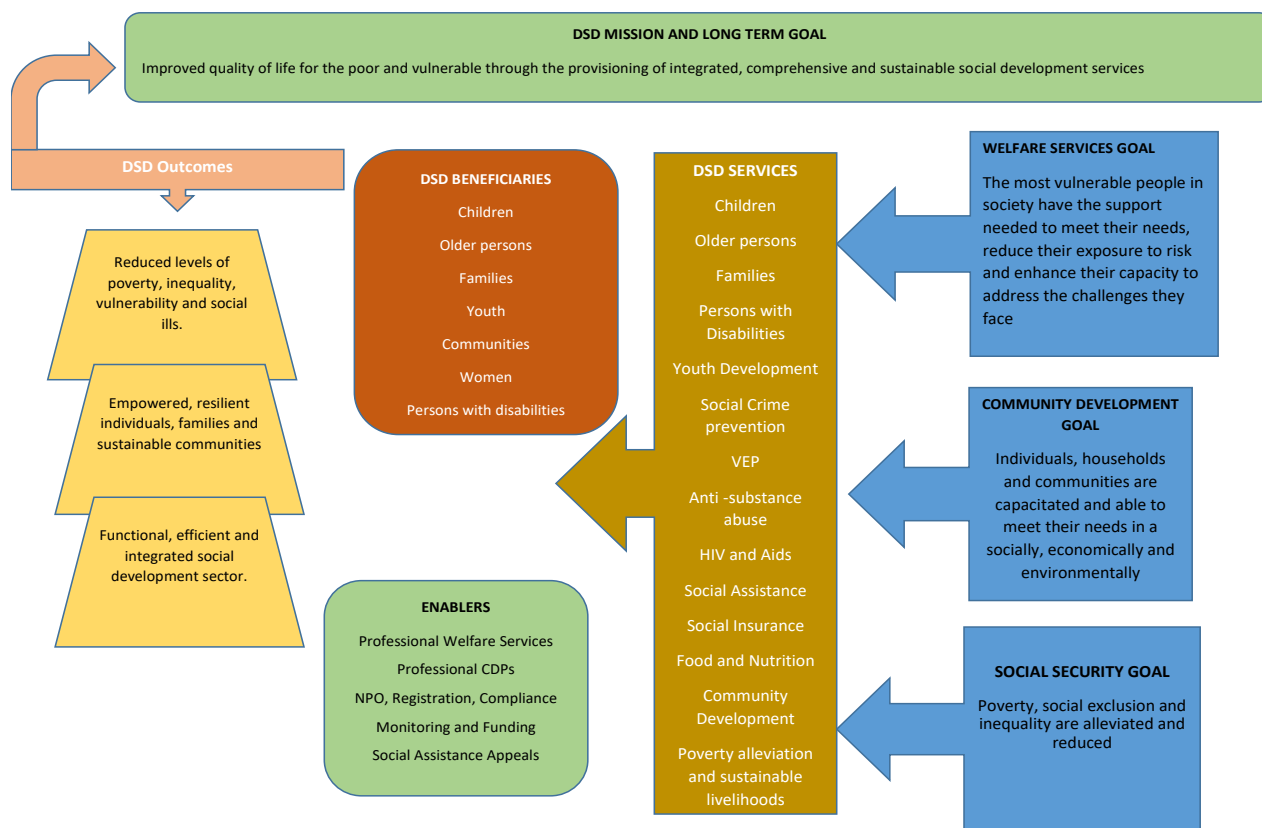 DSD MISSION AND LONG TERM GOAL
Improved quality of life for the poor and vulnerable through the provisioning of integrated, comprehensive and sustainable social development services
DSD Outcomes
Reduced levels of
poverty, inequality,
vulnerability and social
ills.
Empowered, resilient
individuals, families and
sustainable communities
Functional, efficient and
integrated social
development sector.
DSD BENEFICIARIES
Children
Older persons
Families
Youth
Communities
Women
Persons with disabilities
ENABLERS
Professional Welfare Services
Professional CDPs
NPO, Registration, Compliance
Monitoring and Funding
Social Assistance Appeals
DSD SERVICES
Children
Older persons
Families
Persons with
Disabilities
Youth Development
Social Crime
prevention
VEP
Anti -substance
abuse
HIV and Aids
Social Assistance
Social Insurance
Food and Nutrition
Community
Development
Poverty alleviation
and sustainable
livelihoods
WELFARE SERVICES GOAL
The most vulnerable people in
society have the support
needed to meet their needs,
reduce their exposure to risk
and enhance their capacity to
address the challenges they
face
COMMUNITY DEVELOPMENT
GOAL
Individuals, households
and communities are
capacitated and able to
meet their needs in a
socially, economically and
environmentally
SOCIAL SECURITY GOAL
Poverty, social exclusion and
inequality are alleviated and
reduced